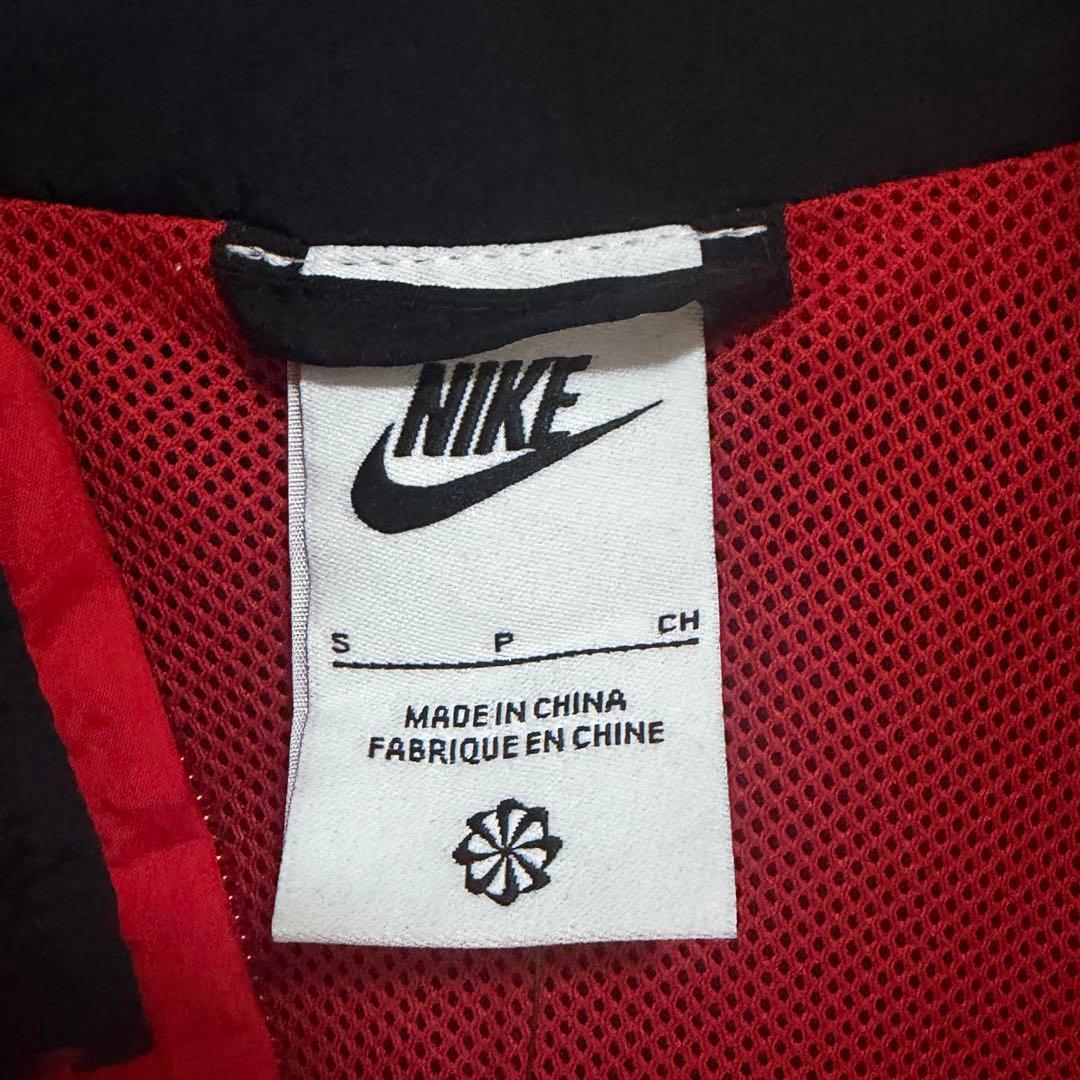 NIKE
S P CH
MADE IN CHINA
FABRIQUE EN CHINE